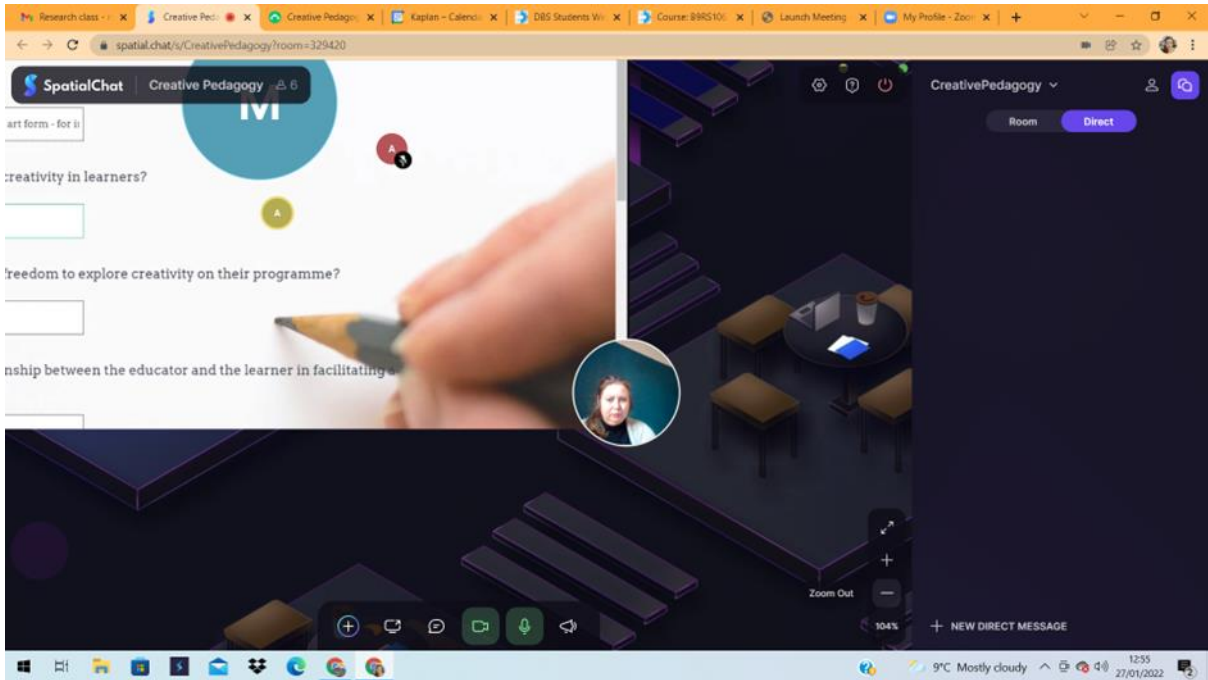 Research class -
Creative Peda
Creative Pedagog
Kaplan – Calenda
DBS Students Wi
Course: B9RS10
Launch Meeting
My Profile - Zoo
spatial.chat/s/CreativePedagogy?room=329420
SpatialChat
Creative Pedagogy
6
CreativePedagogy
M
Room
Direct
art form - for i
A
creativity in learners?
A
freedom to explore creativity on their programme?
nship between the educator and the learner in facilitating
Zoom Out
104%
NEW DIRECT MESSAGE
9°C Mostly cloudy
12:55
27/01/2022
2